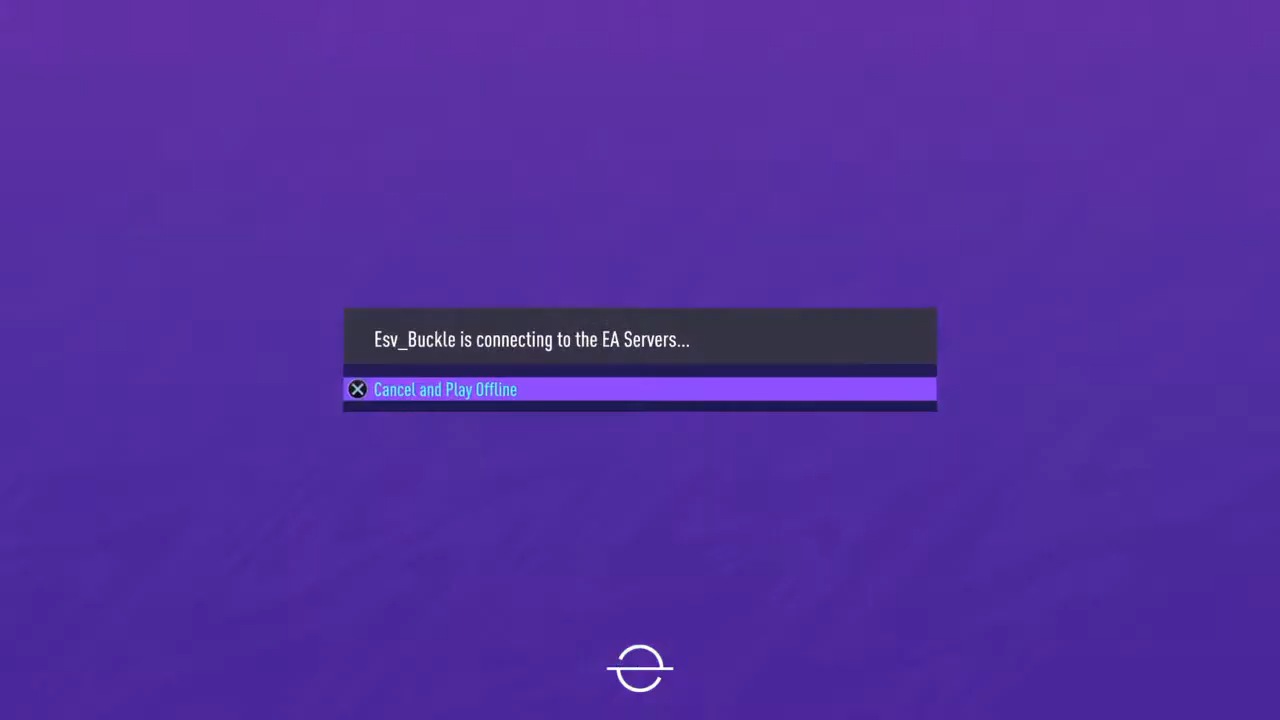 Esv_Buckle is connecting to the EA Servers...
Cancel and Play Offline